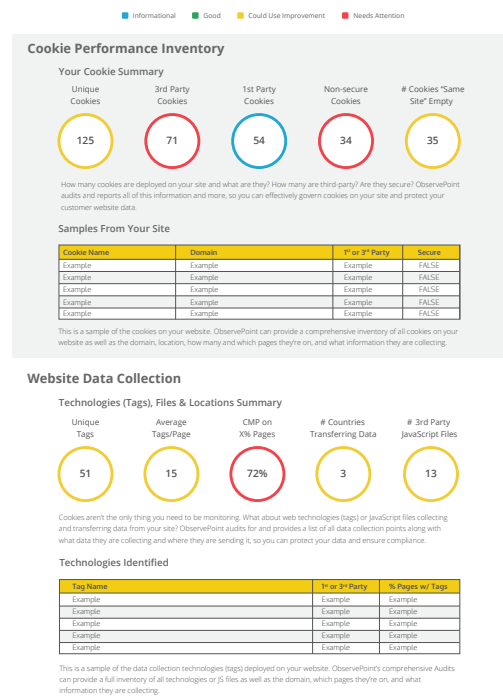 Informational Good Could Use Improvement Needs Attention
Cookie Performance Inventory
Your Cookie Summary
Unique Cookies
3rd Party Cookies
1st Party Cookies
Non-secure Cookies
# Cookies “Same Site” Empty
125 71 54 34 35
How many cookies are deployed on your site and what are they? How many are third-party? Are they secure? ObservePoint
audits and reports all of this information and more, so you can effectively govern cookies on your site and protect your
customer website data.
Samples From Your Site
Cookie Name Domain 1st or 3rd Party Secure
Example Example Example FALSE
Example Example Example FALSE
Example Example Example FALSE
Example Example Example FALSE
Example Example Example FALSE
This is a sample of the cookies on your website. ObservePoint can provide a comprehensive inventory of all cookies on your
website as well as the domain, location, how many and which pages they’re on, and what information they are collecting.
Website Data Collection
Technologies (Tags), Files & Locations Summary
Unique Tags
Average Tags/Page
CMP on X% Pages
# Countries Transferring Data
# 3rd Party JavaScript Files
51 15 72% 3 13
Cookies aren’t the only thing you need to be monitoring. What about web technologies (tags) or JavaScript files collecting
and transferring data from your site? ObservePoint audits for and provides a list of all data collection points along with
what data they are collecting and where they are sending it, so you can protect your data and ensure compliance.
Technologies Identified
Tag Name 1st or 3rd Party % Pages w/ Tags
Example Example Example
Example Example Example
Example Example Example
Example Example Example
Example Example Example
This is a sample of the data collection technologies (tags) deployed on your website. ObservePoint’s comprehensive Audits
can provide a full inventory of all technologies or JS files as well as the domain, which pages they’re on, and what
information they are collecting.